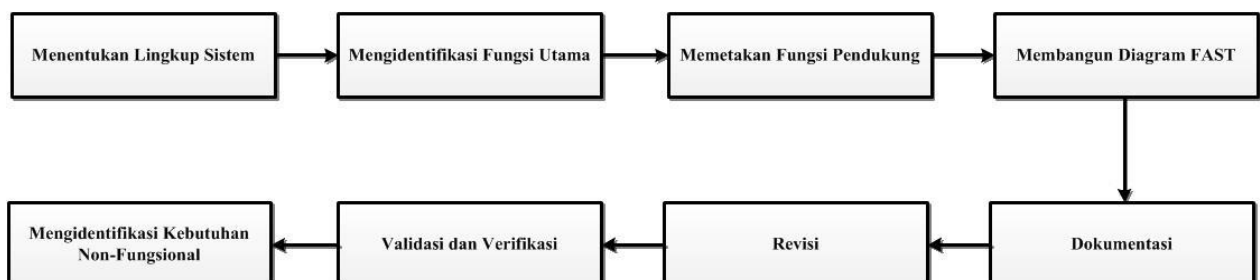 Menentukan Lingkup Sistem
Mengidentifikasi Fungsi Utama
Memetakan Fungsi Pendukung
Membangun Diagram FAST
Dokumentasi
Revisi
Validasi dan Verifikasi
Mengidentifikasi Kebutuhan
Non-Fungsional